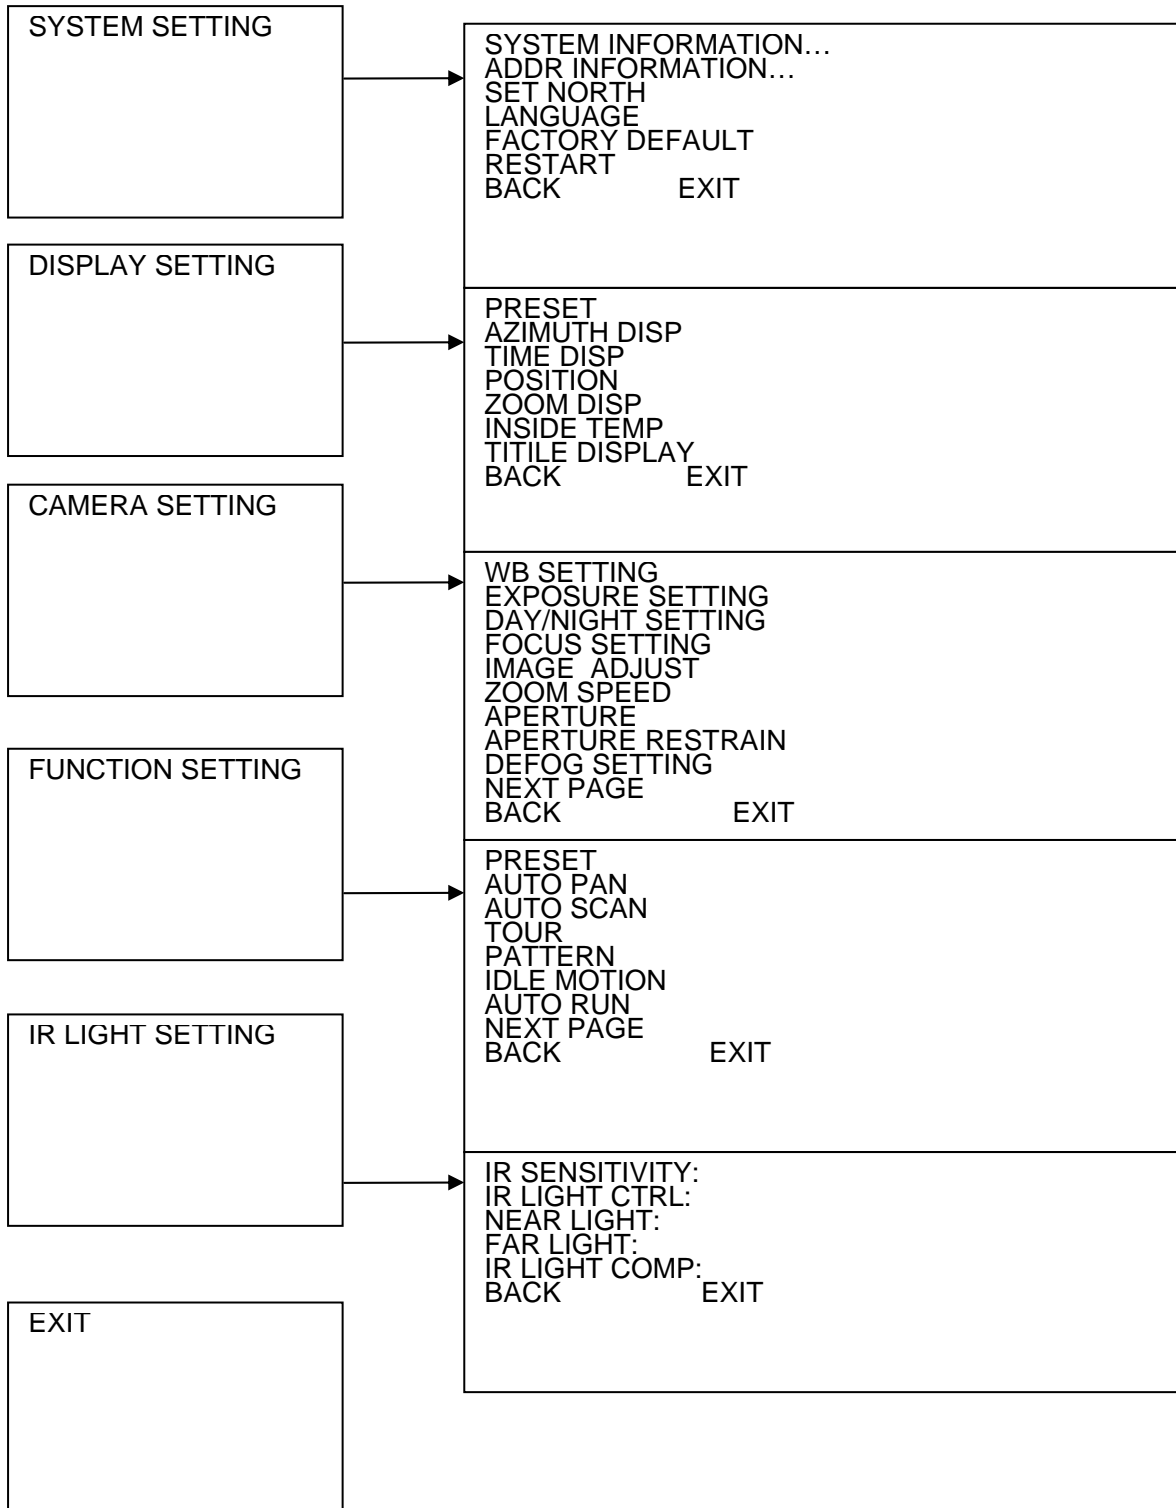 SYSTEM SETTING
SYSTEM INFORMATION…
ADDR INFORMATION…
SET NORTH
LANGUAGE
FACTORY DEFAULT
RESTART
BACK EXIT
DISPLAY SETTING
PRESET
AZIMUTH DISP
TIME DISP
POSITION
ZOOM DISP
INSIDE TEMP
TITILE DISPLAY
BACK EXIT
CAMERA SETTING
WB SETTING
EXPOSURE SETTING
DAY/NIGHT SETTING
FOCUS SETTING
IMAGE ADJUST
ZOOM SPEED
APERTURE
APERTURE RESTRAIN
DEFOG SETTING
NEXT PAGE
BACK EXIT
FUNCTION SETTING
PRESET
AUTO PAN
AUTO SCAN
TOUR
PATTERN
IDLE MOTION
AUTO RUN
NEXT PAGE
BACK EXIT
IR LIGHT SETTING
IR SENSITIVITY:
IR LIGHT CTRL:
NEAR LIGHT:
FAR LIGHT:
IR LIGHT COMP:
BACK EXIT
EXIT